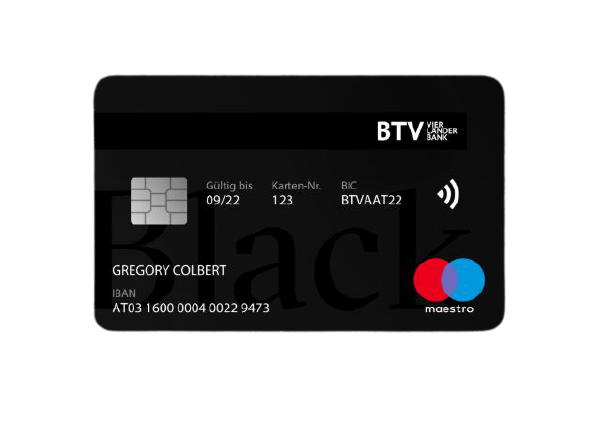 BTV VIER
LÄNDER
BANK
Gültig bis Karten-Nr. BIC
09/22 123 BTVAAT22
Black
GREGORY COLBERT
IBAN
AT03 1600 0004 0022 9473
maestro